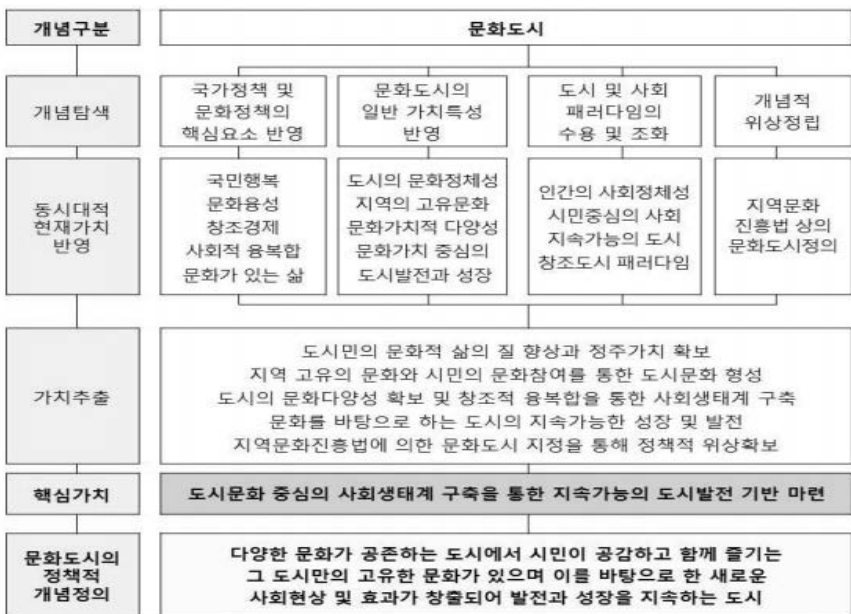 개념구분
문화도시
개념탐색
국가정책 및
문화정책의
핵심요소 반영
문화도시의
일반 가치특성
반영
도시 및 사회
패러다임의
수용 및 조화
개념적
위상정립
동시대적
현재가치
반영
국민행복
문화융성
창조경제
사회적 융복합
문화가 있는 삶
도시의 문화정체성
지역의 고유문화
문화가치적 다양성
문화가치 중심의
도시발전과 성장
인간의 사회정체성
시민중심의 사회
지속가능의 도시
창조도시 패러다임
지역문화
진흥법 상의
문화도시정의
가치추출
도시민의 문화적 삶의 질 향상과 정주가치 확보
지역 고유의 문화와 시민의 문화참여를 통한 도시문화 형성
도시의 문화다양성 확보 및 창조적 융복합을 통한 사회생태계 구축
문화를 바탕으로 하는 도시의 지속가능한 성장 및 발전
지역문화진흥법에 의한 문화도시 지정을 통해 정책적 위상확보
핵심가치
도시문화 중심의 사회생태계 구축을 통한 지속가능의 도시발전 기반 마련
문화도시의
정책적
개념정의
다양한 문화가 공존하는 도시에서 시민이 공감하고 함께 즐기는
그 도시만의 고유한 문화가 있으며 이를 바탕으로 한 새로운
사회현상 및 효과가 창출되어 발전과 성장을 지속하는 도시